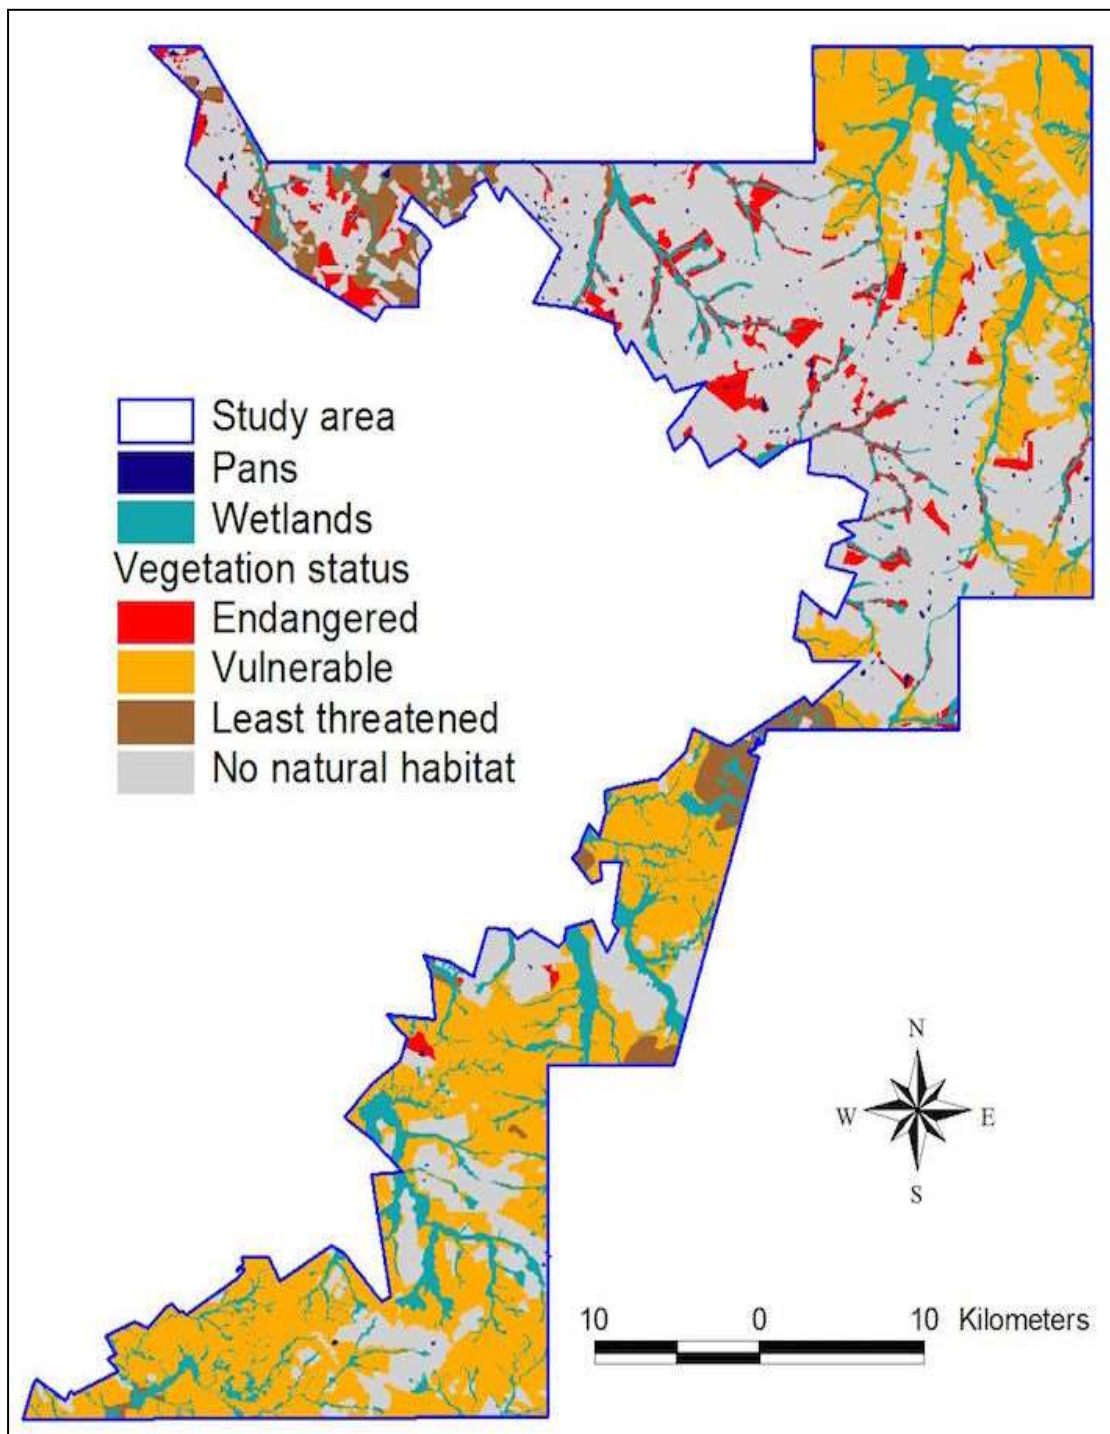 Study area
Pans
Wetlands
Vegetation status
Endangered
Vulnerable
Least threatened
No natural habitat
N
W E
S
10 0 10 Kilometers